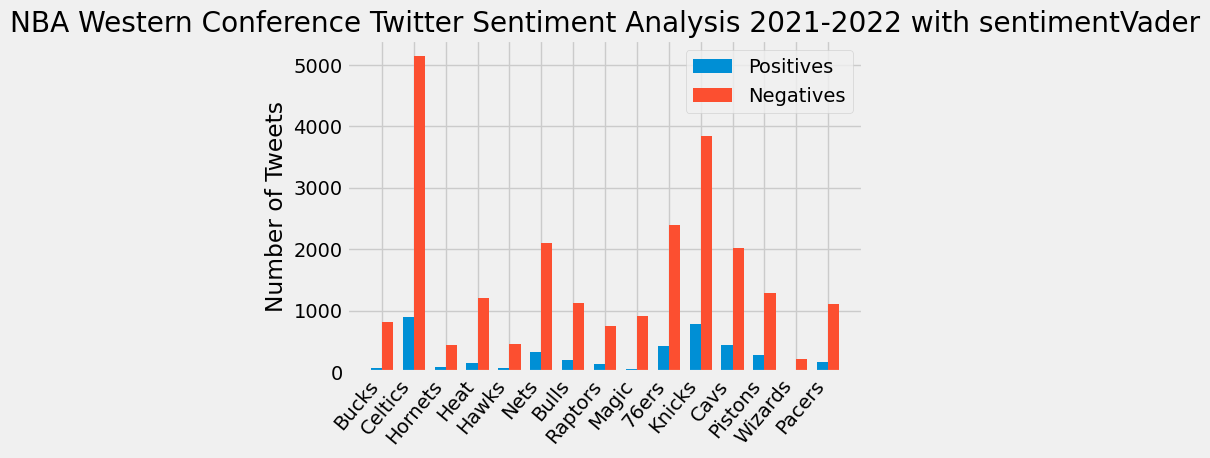 NBA Western Conference Twitter Sentiment Analysis 2021-2022 with sentimentVader
Positives
Negatives
Number of Tweets
5000
4000
3000
2000
1000
0
Bucks
Celtics
Hornets
Heat
Hawks
Nets
Bulls
Raptors
Magic
76ers
Knicks
Cavs
Pistons
Wizards
Pacers